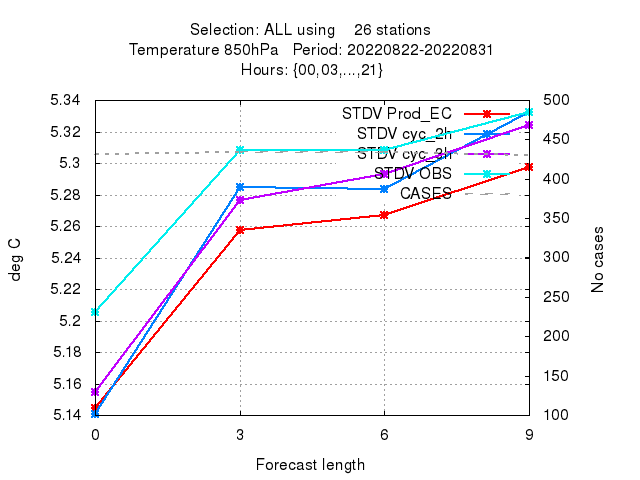 Selection: ALL using 26 stations
Temperature 850hPa Period: 20220822-20220831
Hours: {00,03,...,21}
5.34
5.32
5.3
5.28
5.26
5.24
5.22
5.2
5.18
5.16
5.14
deg C
STDV Prod_EC
STDV cyc_2h
STDV cyc_3h
STDV OBS
CASES
500
450
400
350
300
250
200
150
100
No cases
0 3 6 9
Forecast length